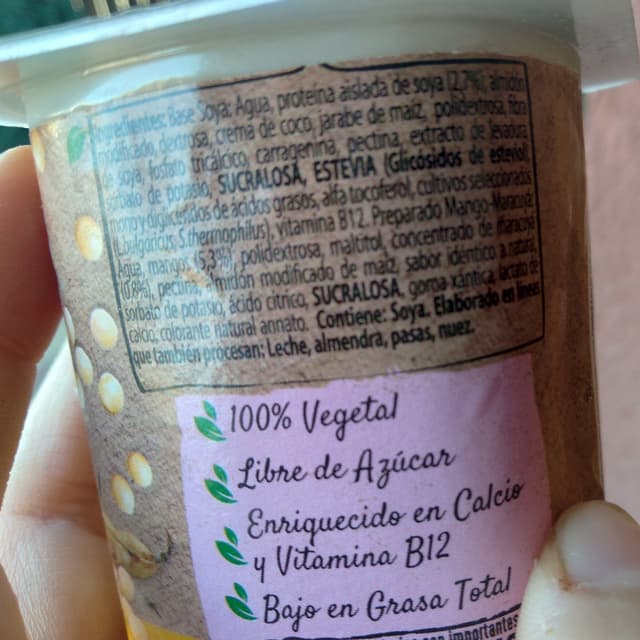 Ingredientes: Base Soya: Agua, proteína aislada de soya (2,7%), almidón
modificado, dextrosa, crema de coco, jarabe de maíz, polidextrosa, fibra
soya, fosfato tricálcico, carragenina, pectina, extracto de levadura
sorbato de potasio, SUCRALOSA, ESTEVIA (Glicósidos de esteviol)
mono y diglicéridos de ácidos grasos, alfa tocoferol, cultivos seleccionados
(L.bulgaricus, S.thermophilus), vitamina B12. Preparado Mango Maracuyá:
Agua, mango (5,38%), polidextrosa, maltitol, concentrado de maracuyá
(0,8%), pectina, almidón modificado de maíz, sabor idéntico a natural,
sorbato de potasio, ácido cítrico, SUCRALOSA, goma xántica, lactato de
calcio, colorante natural annato. Contiene: Soya. Elaborado en líneas
que también procesan: Leche, almendra, pasas, nuez.
100% Vegetal
Libre de Azúcar
Enriquecido en Calcio
y Vitamina B12
Bajo en Grasa Total
importantes